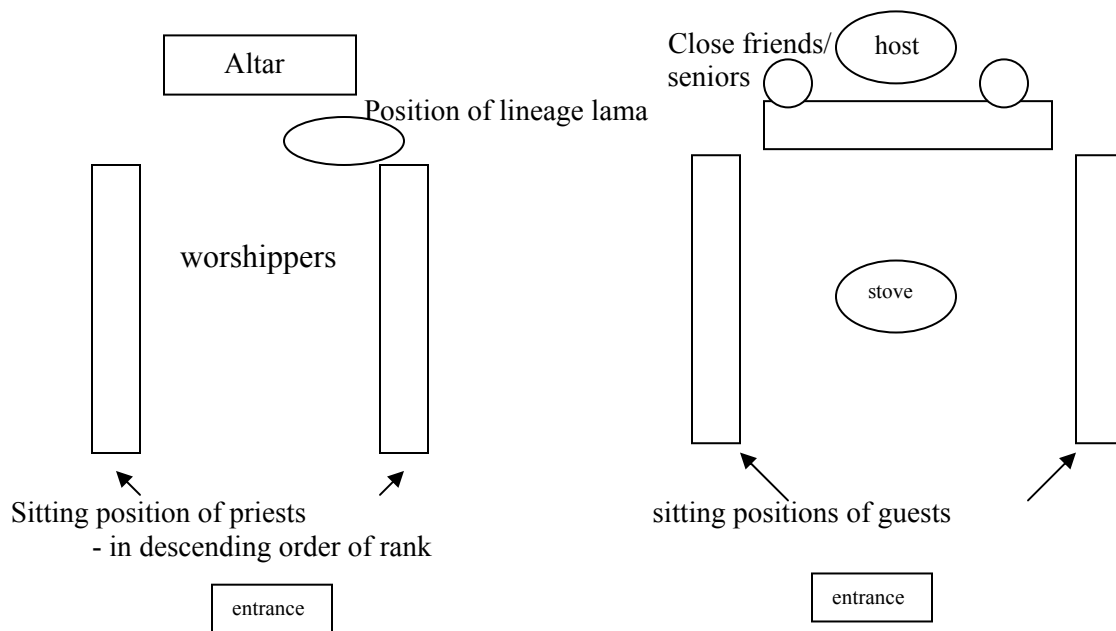 Altar
Position of lineage lama
worshippers
Sitting position of priests
- in descending order of rank
entrance
Close friends/
seniors
host
stove
sitting positions of guests
entrance